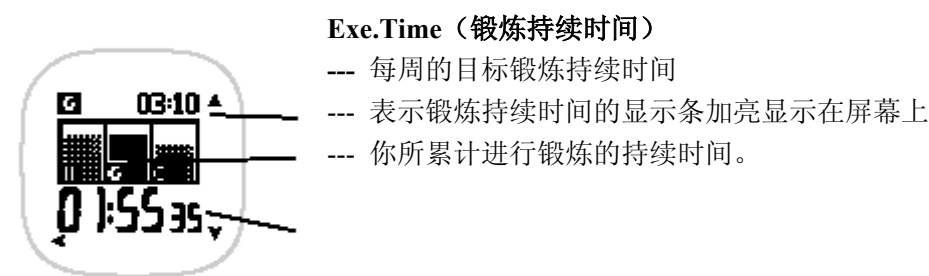 Exe.Time（锻炼持续时间）
--- 每周的目标锻炼持续时间
03:10
--- 表示锻炼持续时间的显示条加亮显示在屏幕上
--- 你所累计进行锻炼的持续时间。
01:55 35